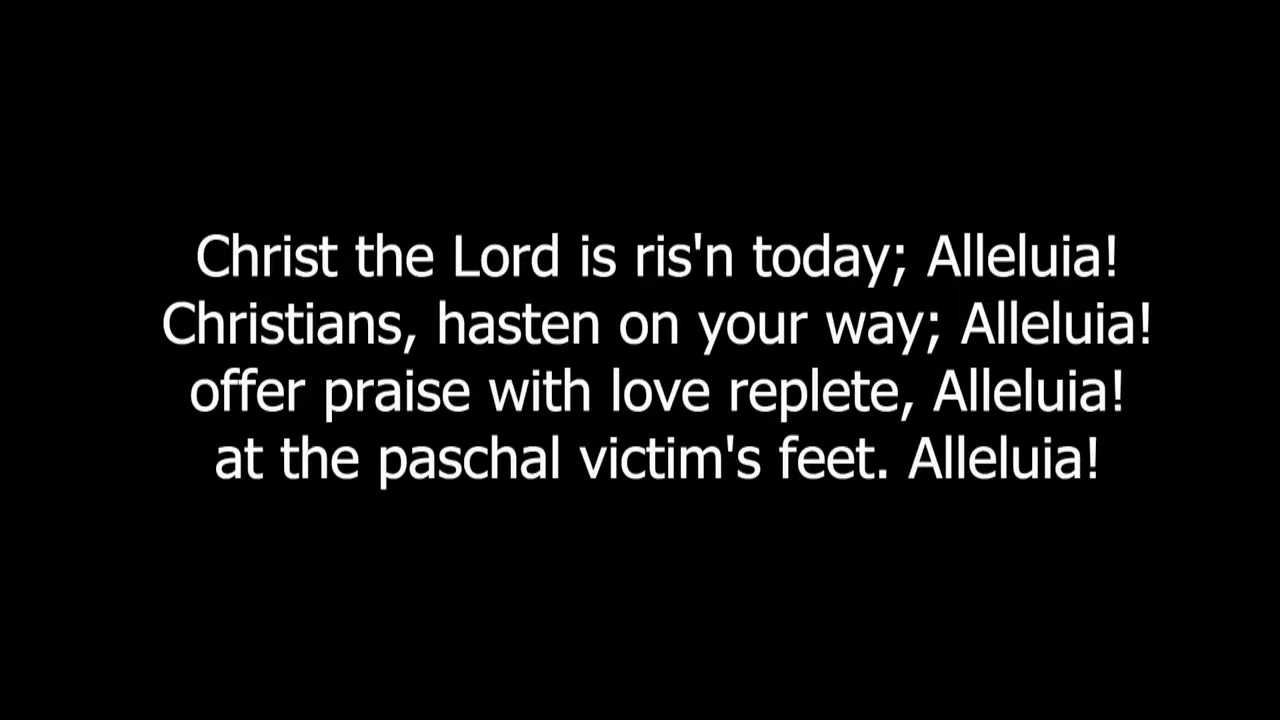 Christ the Lord is ris'n today; Alleluia!
Christians, hasten on your way; Alleluia!
offer praise with love replete, Alleluia!
at the paschal victim's feet. Alleluia!